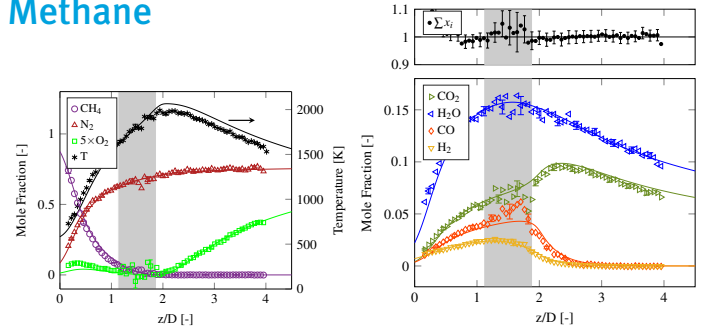 Methane
1.1
1
0.9
∑ xᵢ
CH₄
N₂
5×O₂
T
1
0.5
0
Mole Fraction [-]
2000
1500
1000
500
0
Temperature [K]
0 1 2 3 4
z/D [-]
CO₂
H₂O
CO
H₂
0.15
0.1
0.05
0
Mole Fraction [-]
0 1 2 3 4
z/D [-]